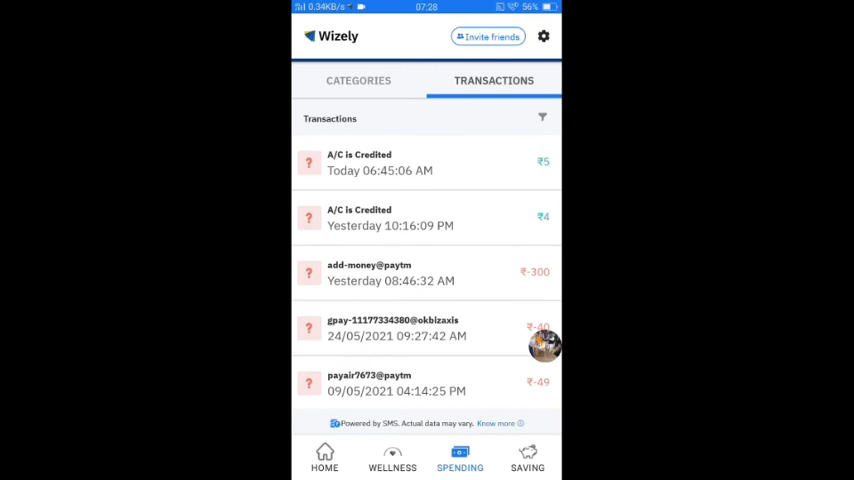 0.34KB/s 07:28 56%
Wizely Invite friends
CATEGORIES TRANSACTIONS
Transactions
A/C is Credited
? ₹5
Today 06:45:06 AM
A/C is Credited
? ₹4
Yesterday 10:16:09 PM
add-money@paytm
? ₹-300
Yesterday 08:46:32 AM
gpay-11177334380@okbizaxis
? ₹-40
24/05/2021 09:27:42 AM
payair7673@paytm
? ₹-49
09/05/2021 04:14:25 PM
Powered by SMS. Actual data may vary. Know more
HOME WELLNESS SPENDING SAVING